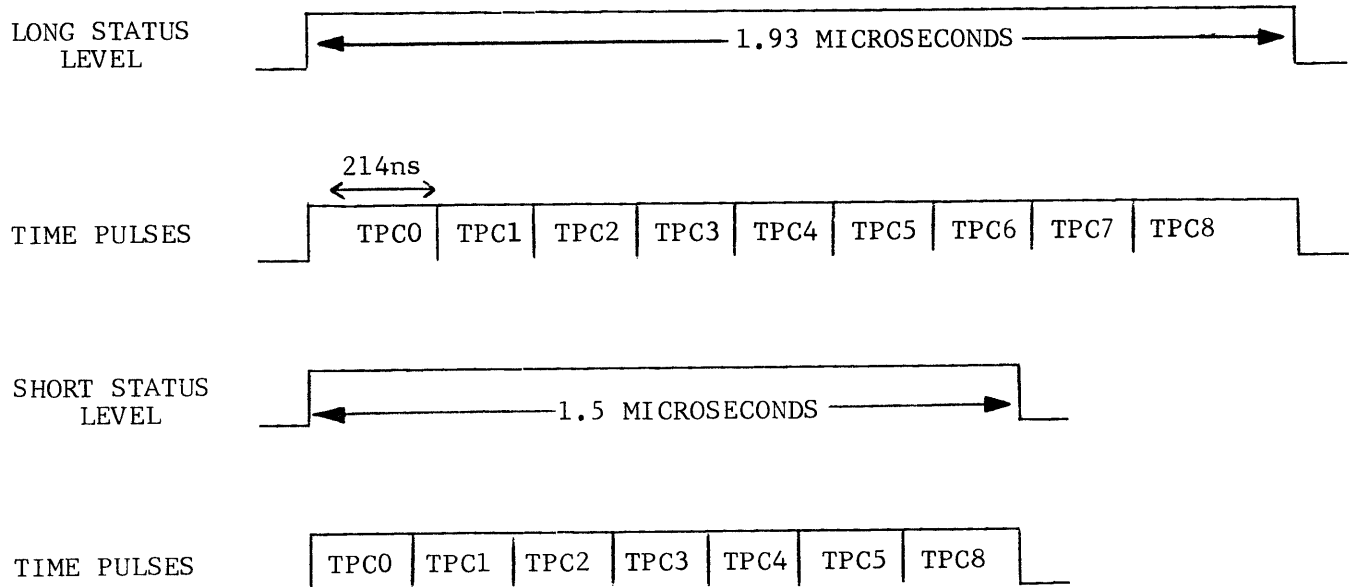 LONG STATUS
LEVEL
1.93 MICROSECONDS
214ns
TIME PULSES
TPC0 TPC1 TPC2 TPC3 TPC4 TPC5 TPC6 TPC7 TPC8
SHORT STATUS
LEVEL
1.5 MICROSECONDS
TIME PULSES
TPC0 TPC1 TPC2 TPC3 TPC4 TPC5 TPC8